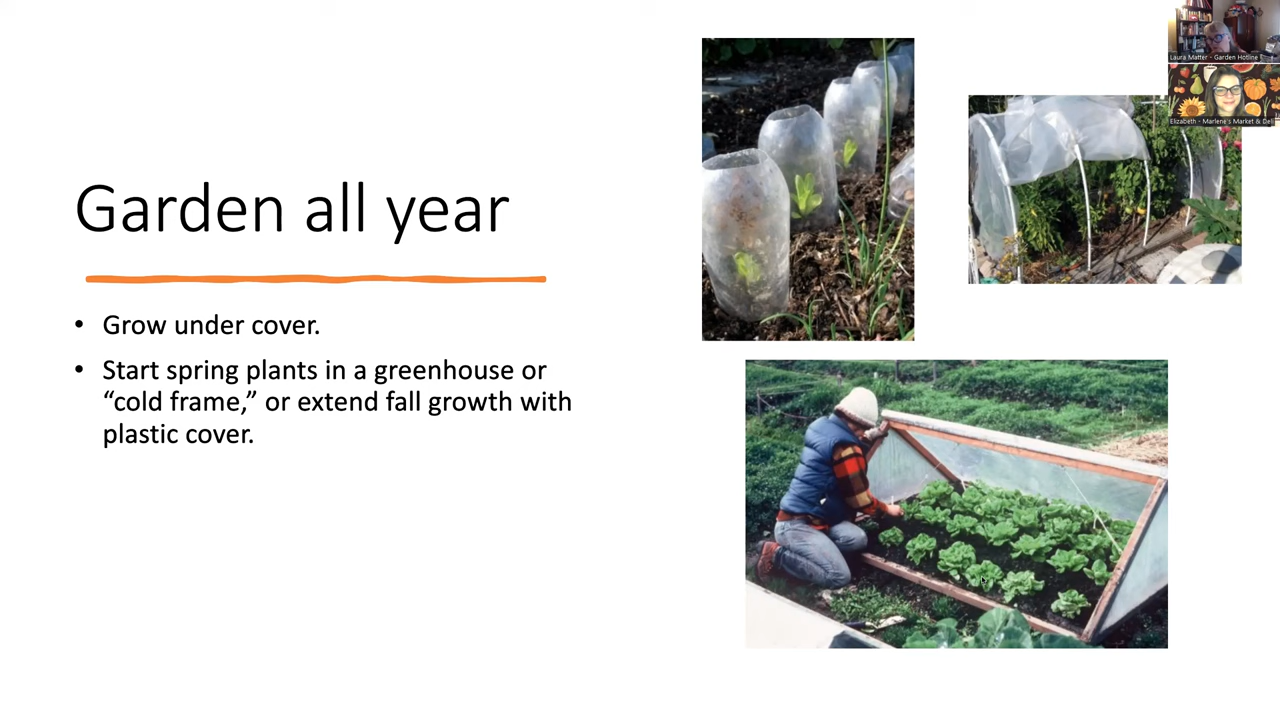 Garden all year
• Grow under cover.
• Start spring plants in a greenhouse or
“cold frame,” or extend fall growth with
plastic cover.
Laura Matter - Garden Hotline
Elizabeth - Marlene's Market & Deli